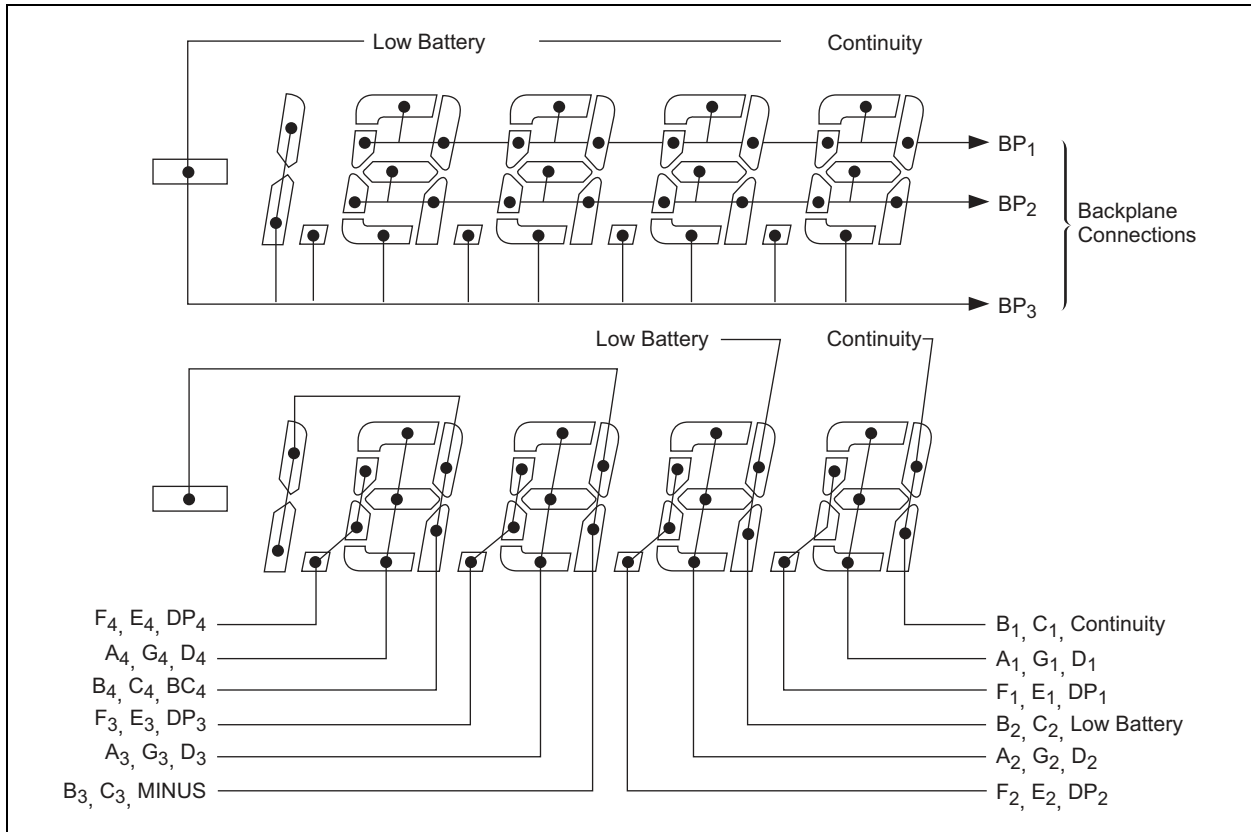 Low Battery Continuity
BP1
BP2
Backplane
Connections
BP3
Low Battery Continuity
F4, E4, DP4
A4, G4, D4
B4, C4, BC4
F3, E3, DP3
A3, G3, D3
B3, C3, MINUS
B1, C1, Continuity
A1, G1, D1
F1, E1, DP1
B2, C2, Low Battery
A2, G2, D2
F2, E2, DP2